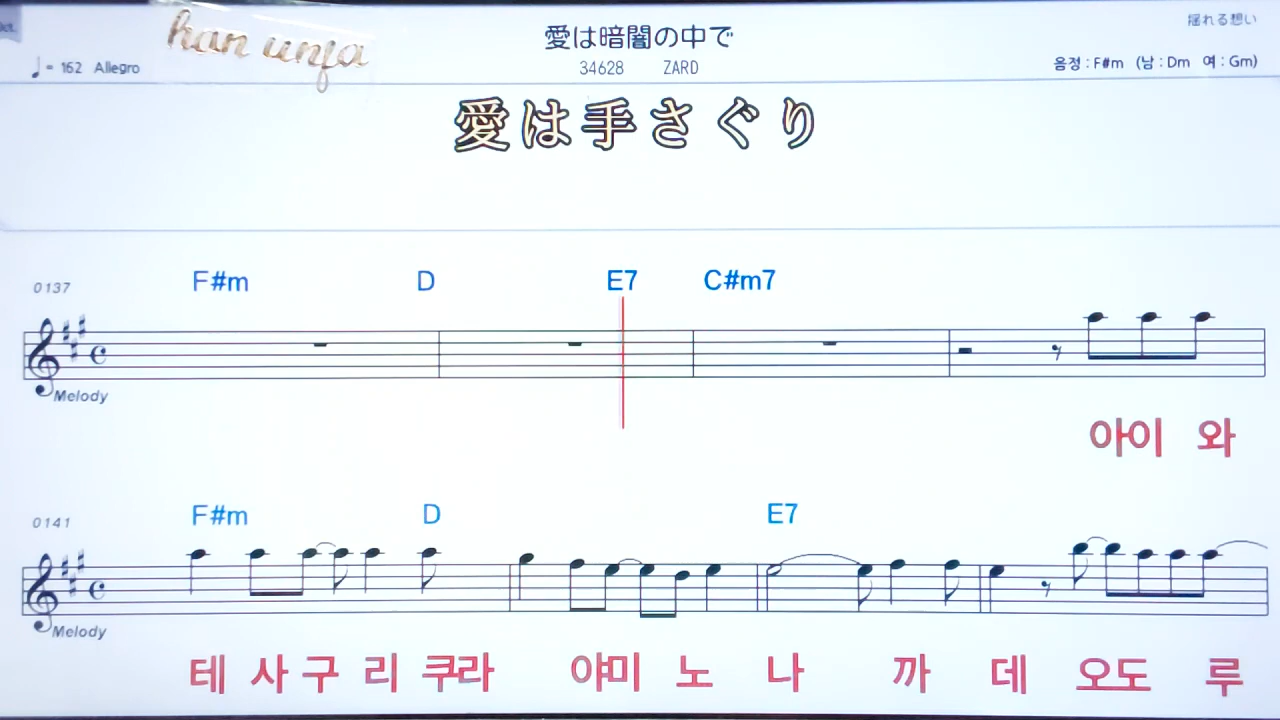 han unfa
愛は暗闇の中で
揺れる想い
♩= 162 Allegro
34628 ZARD
음정 : F#m (남 : Dm 여 : Gm)
愛は手さぐり
0137 F#m D E7 C#m7
Melody
아이 와
0141 F#m D E7
Melody
테 사 구 리 쿠라 야미 노 나 까 데 오도 루